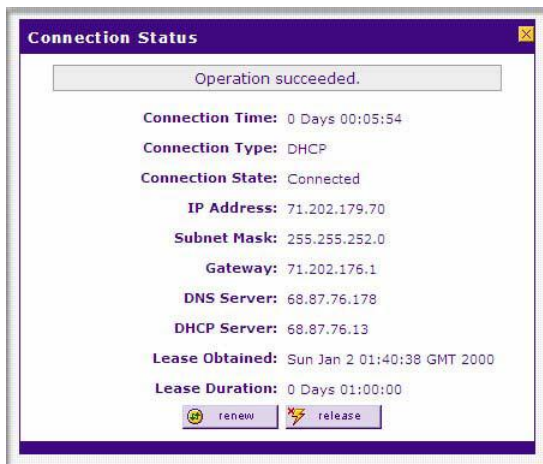 Connection Status
Operation succeeded.
Connection Time: 0 Days 00:05:54
Connection Type: DHCP
Connection State: Connected
IP Address: 71.202.179.70
Subnet Mask: 255.255.252.0
Gateway: 71.202.176.1
DNS Server: 68.87.76.178
DHCP Server: 68.87.76.13
Lease Obtained: Sun Jan 2 01:40:38 GMT 2000
Lease Duration: 0 Days 01:00:00
renew release